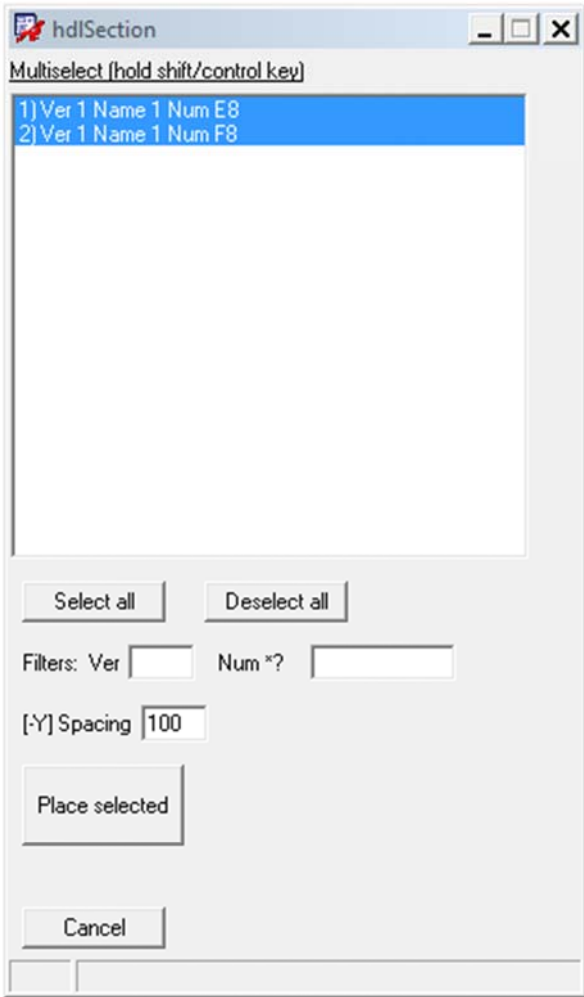 hdlSection
Multiselect (hold shift/control key)
1) Ver 1 Name 1 Num E8
2) Ver 1 Name 1 Num F8
Select all Deselect all
Filters: Ver Num *?
[-Y] Spacing 100
Place selected
Cancel